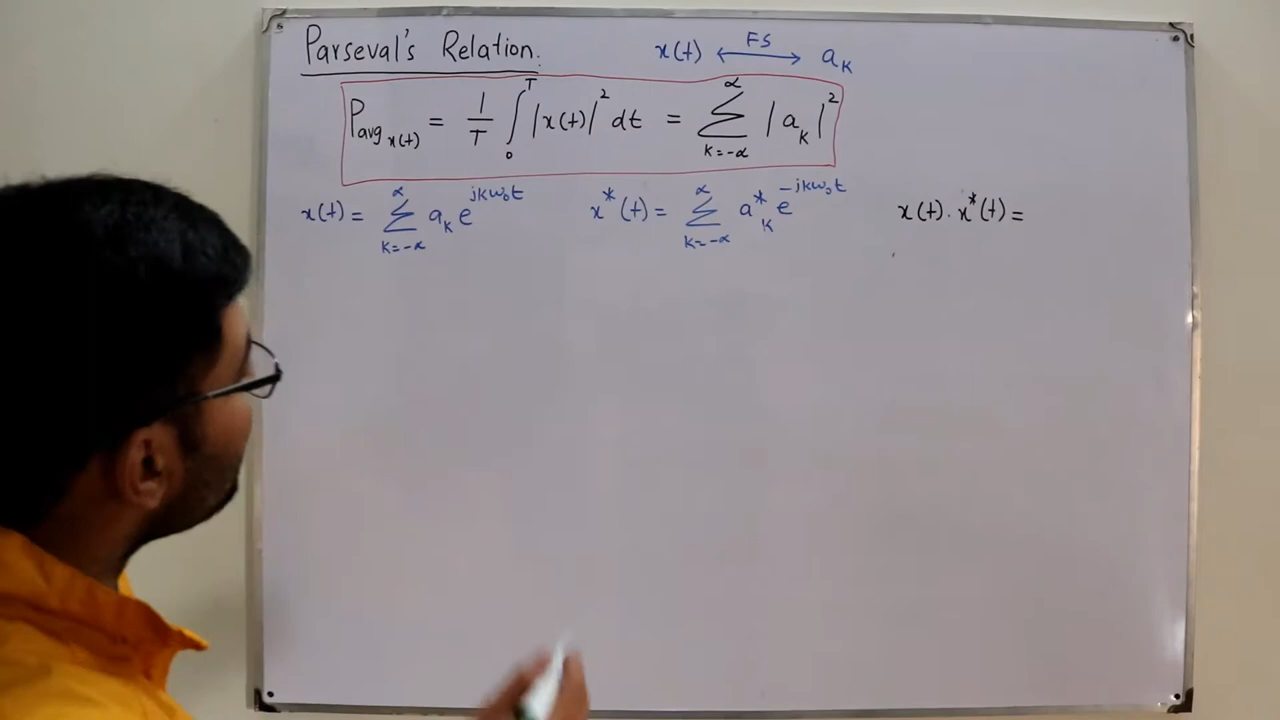 Parseval's Relation. x(t) <—FS—> a_K
P_avg x(t) = 1/T ∫_0^T |x(t)|^2 dt = Σ_{k=-∝}^{∝} |a_k|^2
x(t) = Σ_{k=-∝}^{∝} a_k e^{jkω₀t} x*(t) = Σ_{k=-∝}^{∝} a*_k e^{-jkω₀t} x(t) . x*(t) =